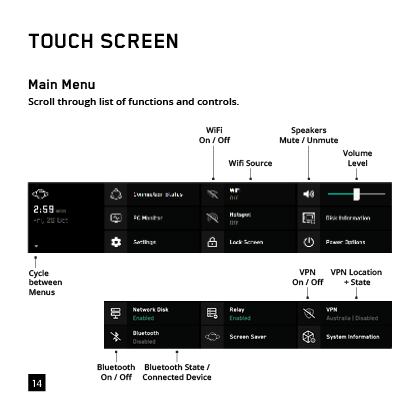 TOUCH SCREEN
Main Menu
Scroll through list of functions and controls.
WiFi
On / Off
Wifi Source
Speakers
Mute / Unmute
Volume
Level
Connection Status
WiFi
Off
2:59
Fri, 20 Oct
PC Monitor
Hotspot
Off
Disk Information
Settings
Lock Screen
Power Options
Cycle
between
Menus
VPN
On / Off
VPN Location
+ State
Network Disk
Enabled
Relay
Enabled
VPN
Australia | Disabled
Bluetooth
Disabled
Screen Saver
System Information
Bluetooth
On / Off
Bluetooth State /
Connected Device
14